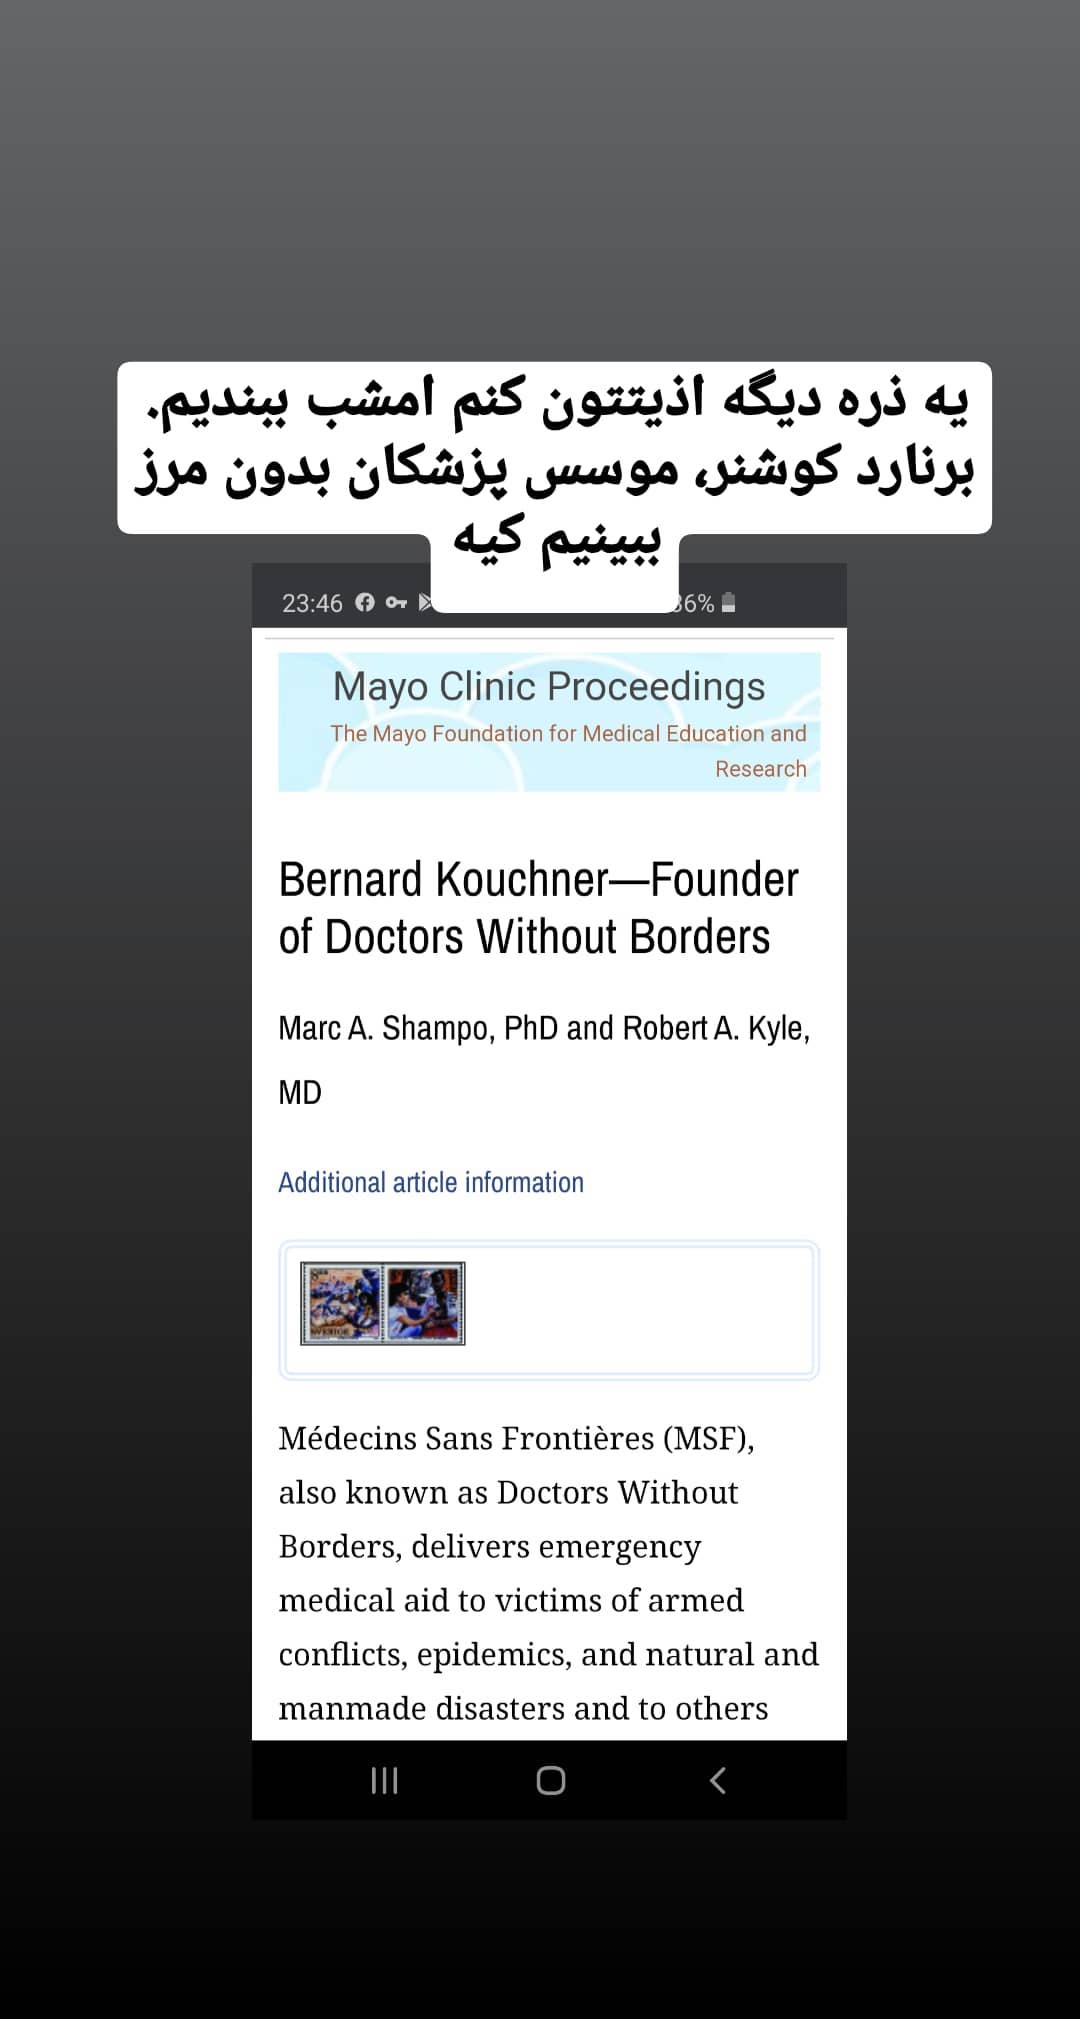 یه ذره دیگه اذیتتون کنم امشب ببندیم.
برنارد کوشنر، موسس پزشکان بدون مرز
ببینیم کیه
23:46
36%
Mayo Clinic Proceedings
The Mayo Foundation for Medical Education and
Research
Bernard Kouchner—Founder
of Doctors Without Borders
Marc A. Shampo, PhD and Robert A. Kyle,
MD
Additional article information
Médecins Sans Frontières (MSF),
also known as Doctors Without
Borders, delivers emergency
medical aid to victims of armed
conflicts, epidemics, and natural and
manmade disasters and to others